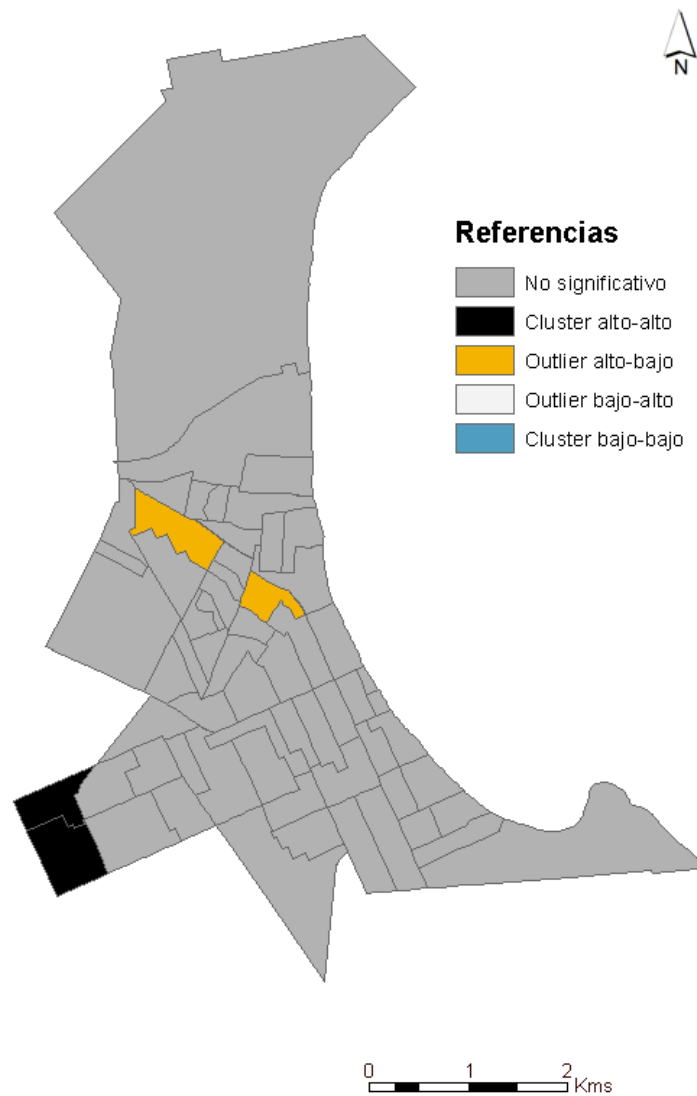 N
Referencias
No significativo
Cluster alto-alto
Outlier alto-bajo
Outlier bajo-alto
Cluster bajo-bajo
0 1 2
Kms